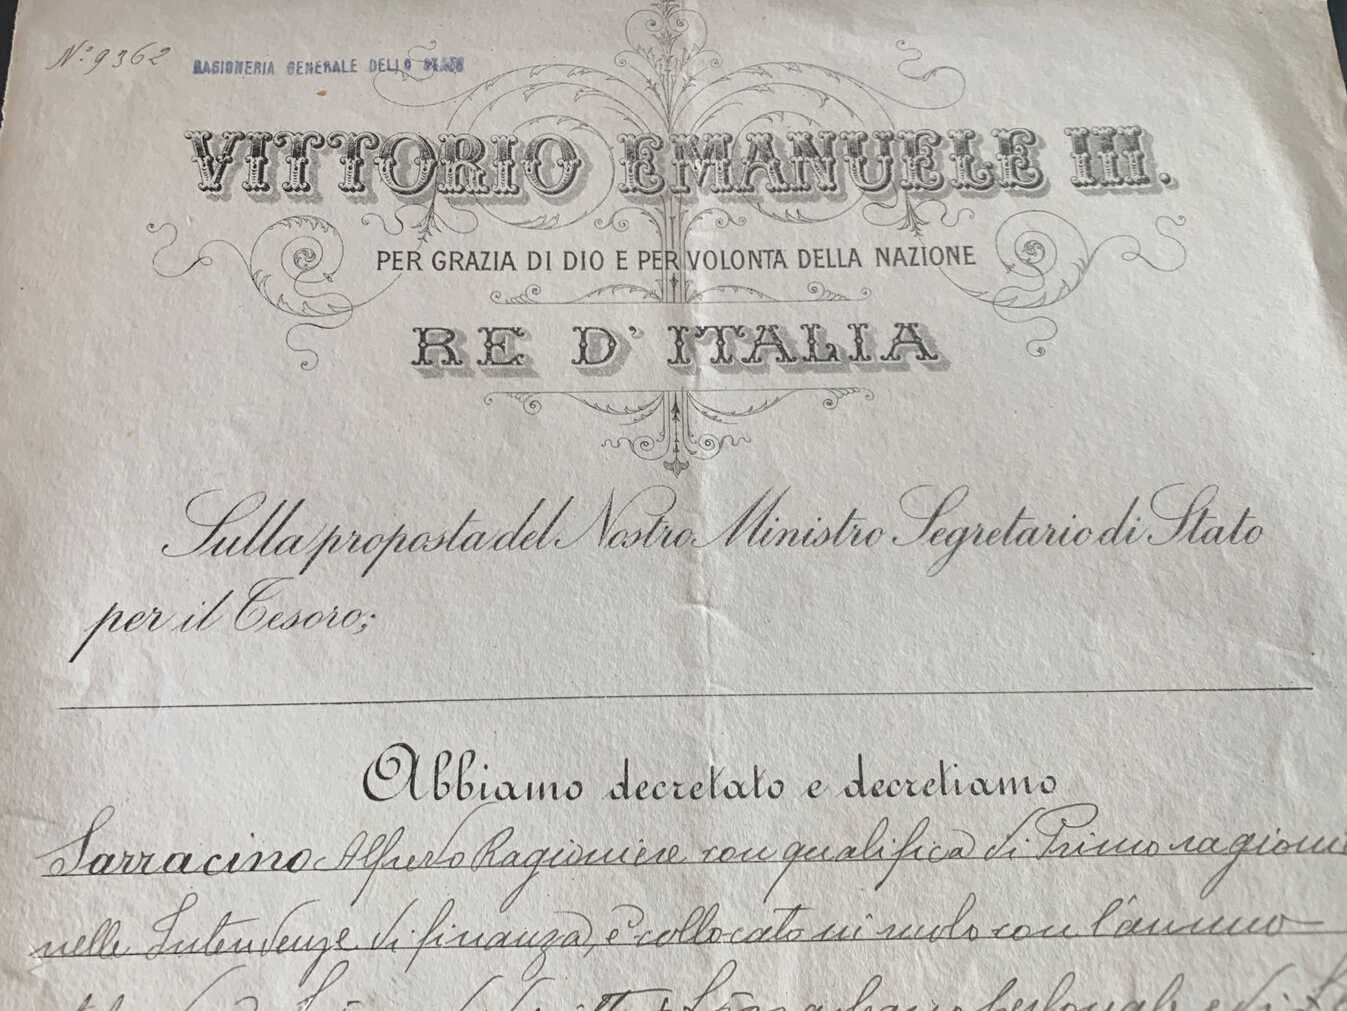 N.° 9362
RAGIONERIA GENERALE DELLO STATO
VITTORIO EMANUELE III.
PER GRAZIA DI DIO E PER VOLONTA DELLA NAZIONE
RE D'ITALIA
Sulla proposta del Nostro Ministro Segretario di Stato
per il Tesoro;
Abbiamo decretato e decretiamo
Sarracino Alfredo Ragioniere con qualifica di Primo ragioni
nelle Intendenze di finanza, è collocato in ruolo con l'annuo